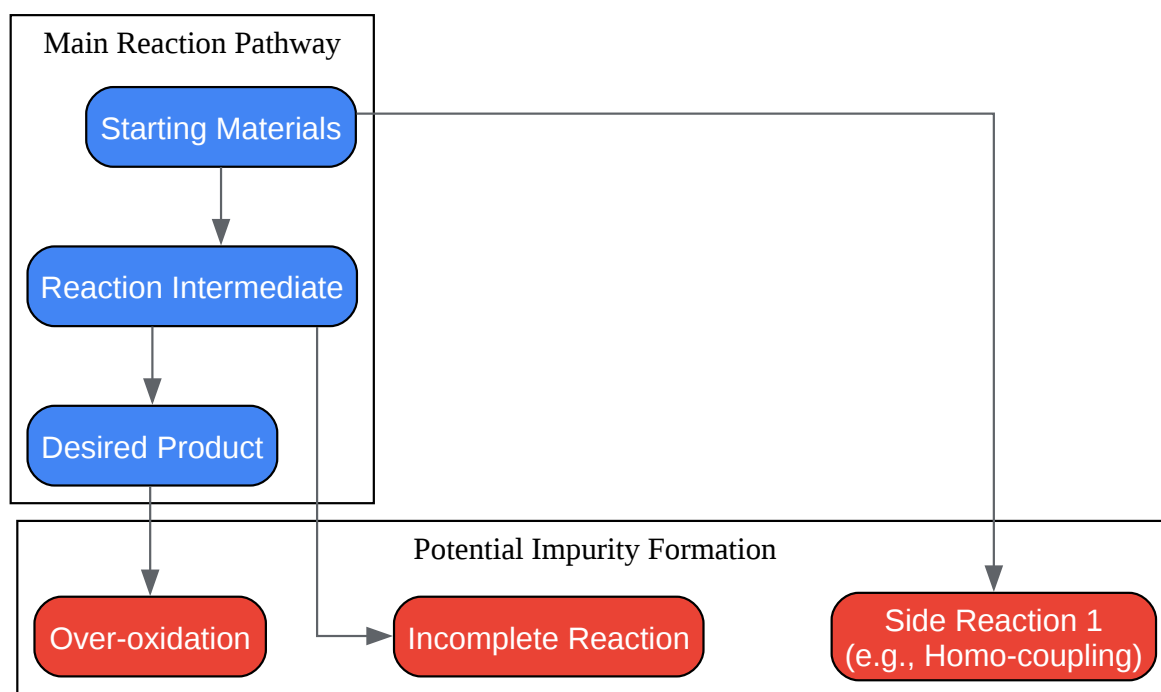 Main Reaction Pathway
Starting Materials
Reaction Intermediate
Desired Product
Potential Impurity Formation
Over-oxidation
Incomplete Reaction
Side Reaction 1
(e.g., Homo-coupling)